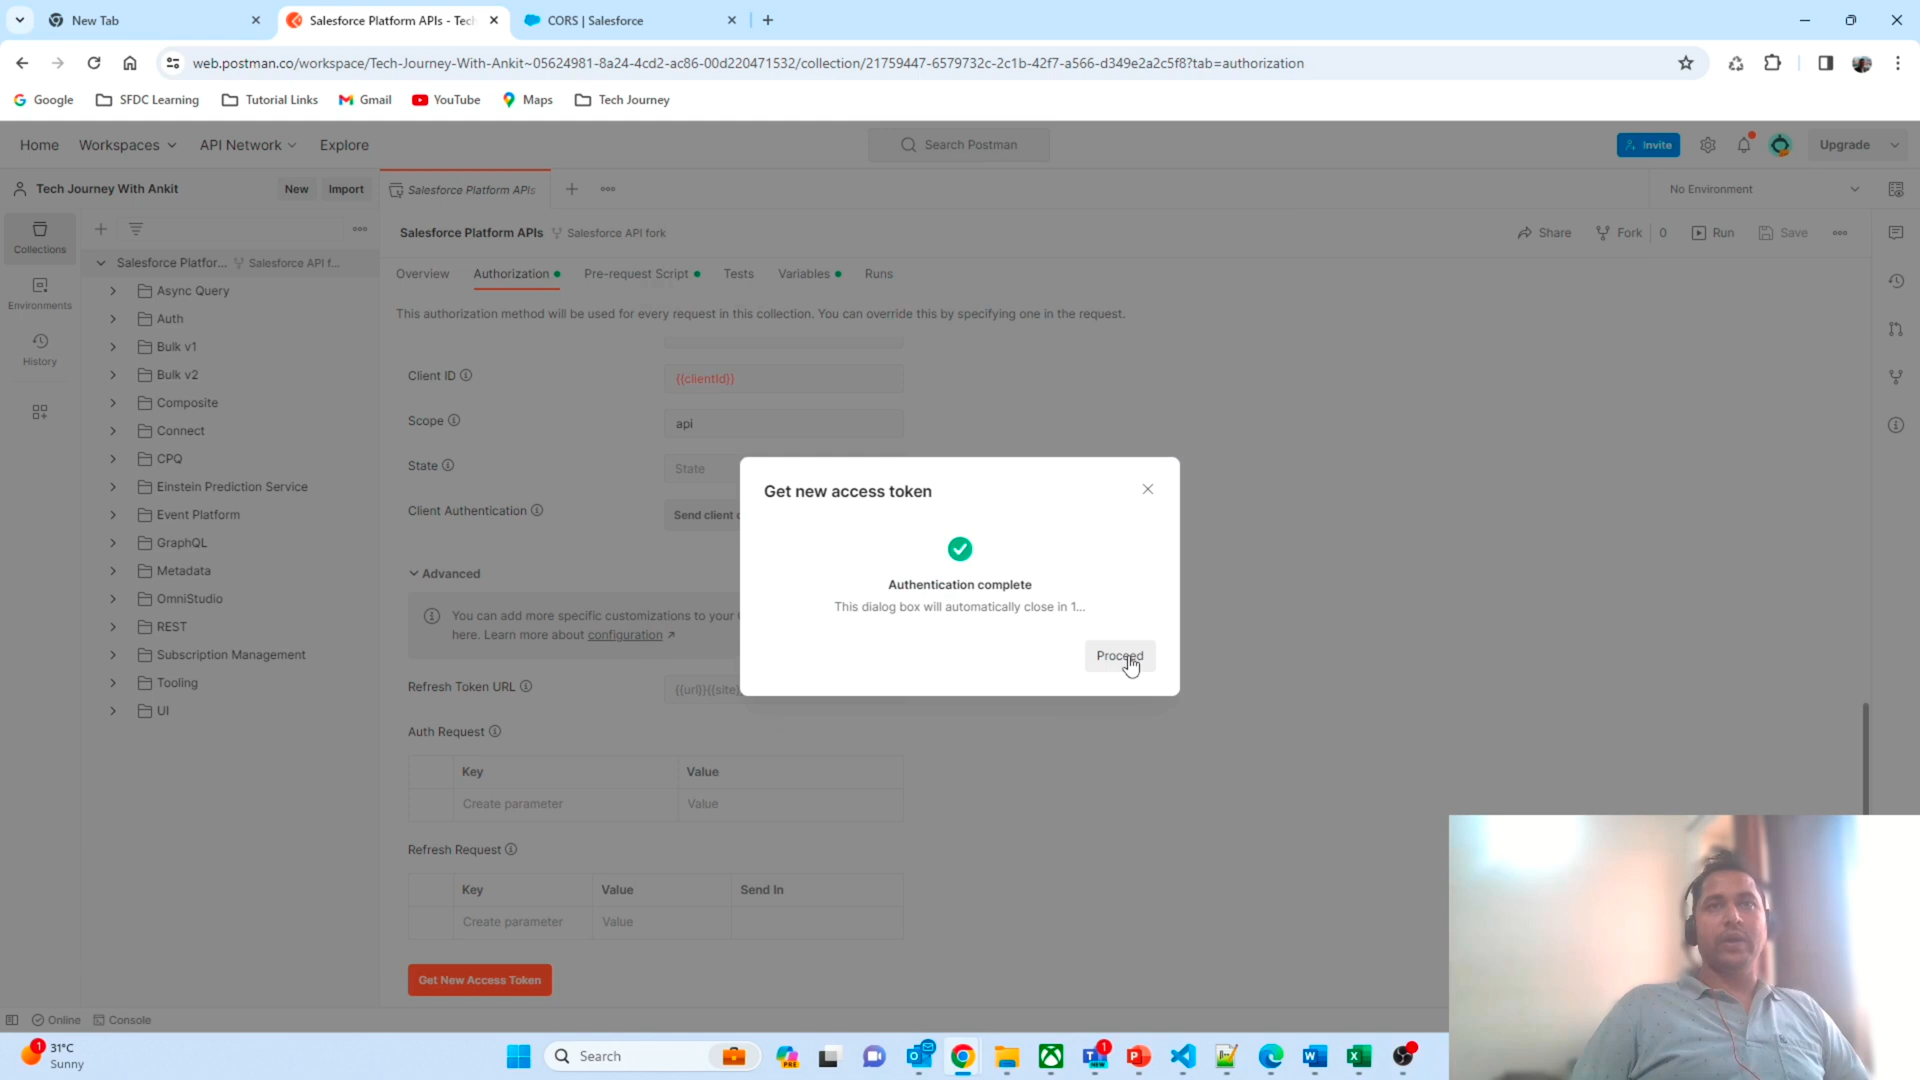 New Tab
Salesforce Platform APIs - Tech
CORS | Salesforce
web.postman.co/workspace/Tech-Journey-With-Ankit~05624981-8a24-4cd2-ac86-00d220471532/collection/21759447-6579732c-2c1b-42f7-a566-d349e2a2c5f8?tab=authorization
Google
SFDC Learning
Tutorial Links
Gmail
YouTube
Maps
Tech Journey
Home
Workspaces
API Network
Explore
Search Postman
Invite
Upgrade
Tech Journey With Ankit
New
Import
Salesforce Platform APIs
No Environment
Collections
Environments
History
Salesforce Platfor...
Salesforce API f...
Async Query
Auth
Bulk v1
Bulk v2
Composite
Connect
CPQ
Einstein Prediction Service
Event Platform
GraphQL
Metadata
OmniStudio
REST
Subscription Management
Tooling
UI
Salesforce Platform APIs
Salesforce API fork
Share
Fork
0
Run
Save
Overview
Authorization
Pre-request Script
Tests
Variables
Runs
This authorization method will be used for every request in this collection. You can override this by specifying one in the request.
Client ID
{{clientId}}
Scope
api
State
State
Client Authentication
Send client c
Advanced
You can add more specific customizations to your
here. Learn more about configuration
Refresh Token URL
{{url}}{{site}
Auth Request
Key
Value
Create parameter
Value
Refresh Request
Key
Value
Send In
Create parameter
Value
Get New Access Token
Get new access token
Authentication complete
This dialog box will automatically close in 1...
Proceed
Online
Console
1
31°C
Sunny
Search
PRE
NEW
1